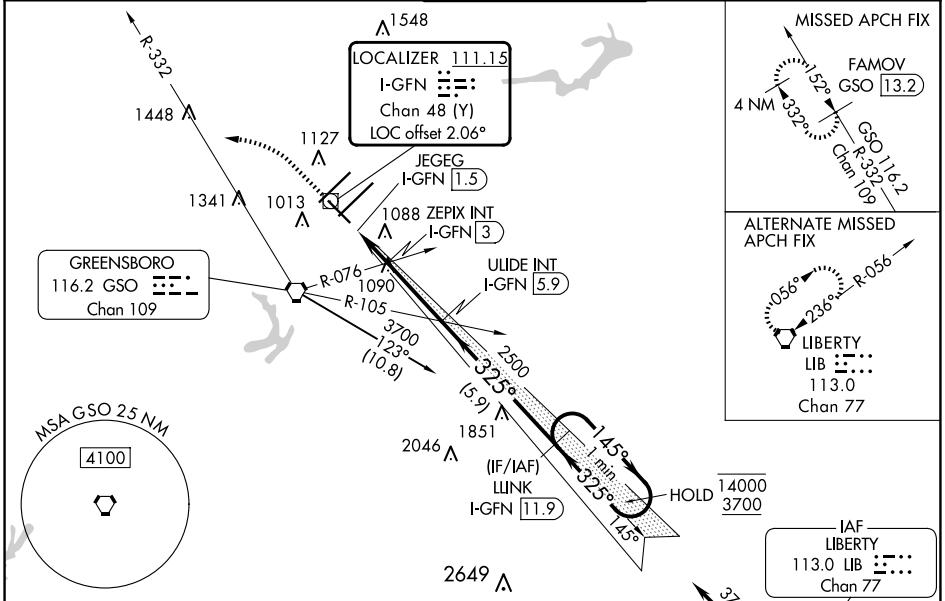 1548
R-332
LOCALIZER 111.15
I-GFN
Chan 48 (Y)
LOC offset 2.06°
1448
1127
JEGEG
I-GFN 1.5
1341
1013
1088
ZEPIX INT
I-GFN 3
GREENSBORO
116.2 GSO
Chan 109
R-076
1090
ULIDE INT
I-GFN 5.9
R-105
3700
123°
(10.8)
2500
325°
(5.9)
1851
2046
145°
1 min
325°
145°
(IF/IAF)
LLINK
I-GFN 11.9
HOLD
14000
3700
MSA GSO 25 NM
4100
2649
MISSED APCH FIX
FAMOV
GSO 13.2
152°
332°
4 NM
GSO 116.2
R-332
Chan 109
ALTERNATE MISSED
APCH FIX
R-056
056°
236°
LIBERTY
LIB
113.0
Chan 77
IAF
LIBERTY
113.0 LIB
Chan 77